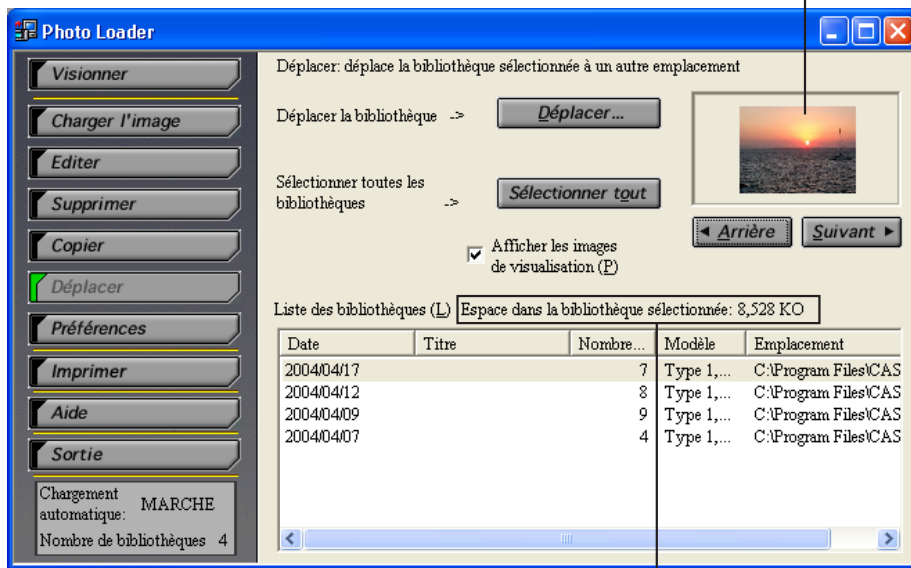 Photo Loader
Visionner
Charger l'image
Editer
Supprimer
Copier
Déplacer
Préférences
Imprimer
Aide
Sortie
Chargement
automatique: MARCHE
Nombre de bibliothèques 4
Déplacer: déplace la bibliothèque sélectionnée à un autre emplacement
Déplacer la bibliothèque -> Déplacer...
Sélectionner toutes les
bibliothèques -> Sélectionner tout
Afficher les images
de visualisation (P)
◄ Arrière Suivant ►
Liste des bibliothèques (L) Espace dans la bibliothèque sélectionnée: 8,528 KO
Date Titre Nombre... Modèle Emplacement
2004/04/17 7 Type 1,... C:\Program Files\CAS
2004/04/12 8 Type 1,... C:\Program Files\CAS
2004/04/09 9 Type 1,... C:\Program Files\CAS
2004/04/07 4 Type 1,... C:\Program Files\CAS